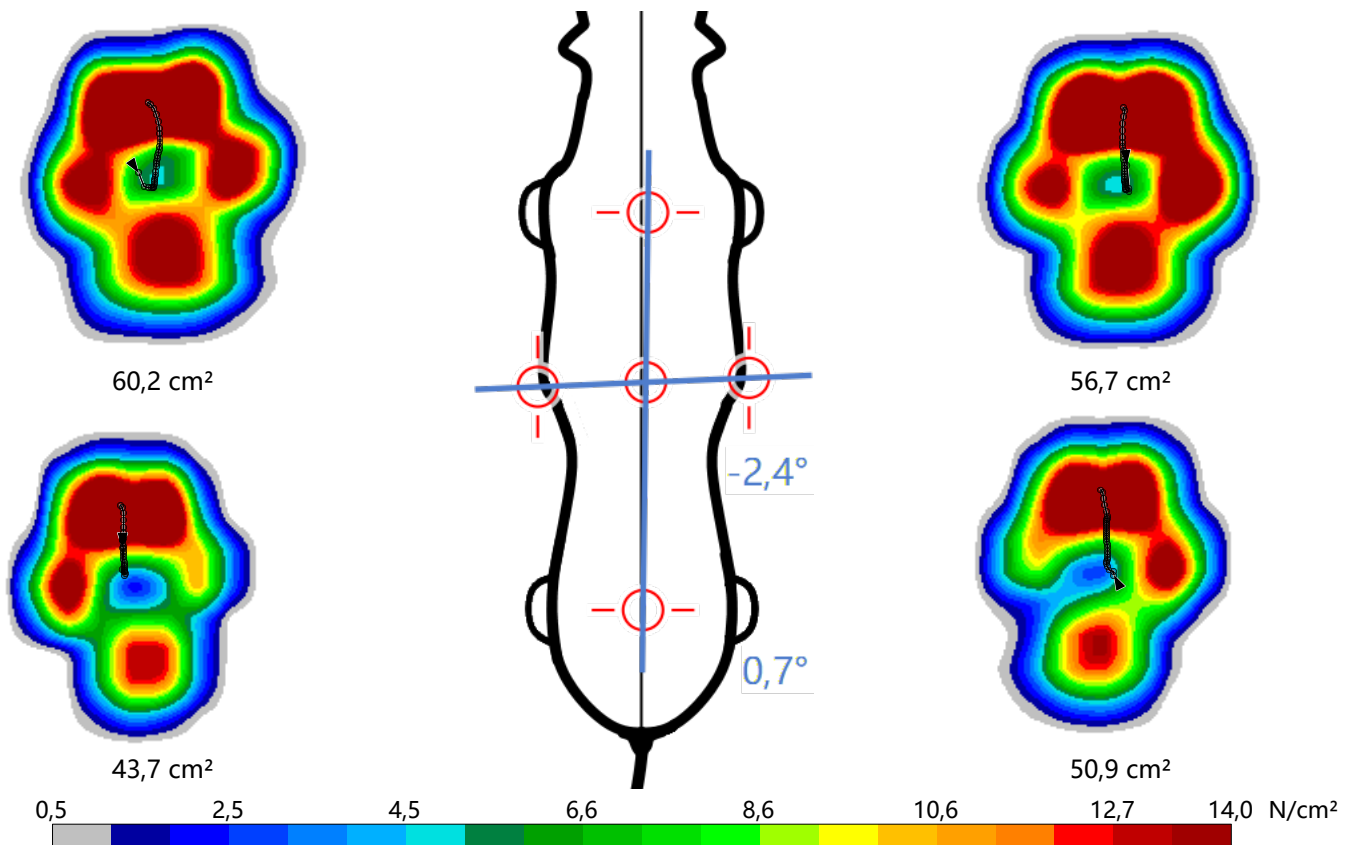 60,2 cm²
56,7 cm²
-2,4°
0,7°
43,7 cm²
50,9 cm²
0,5 2,5 4,5 6,6 8,6 10,6 12,7 14,0 N/cm²